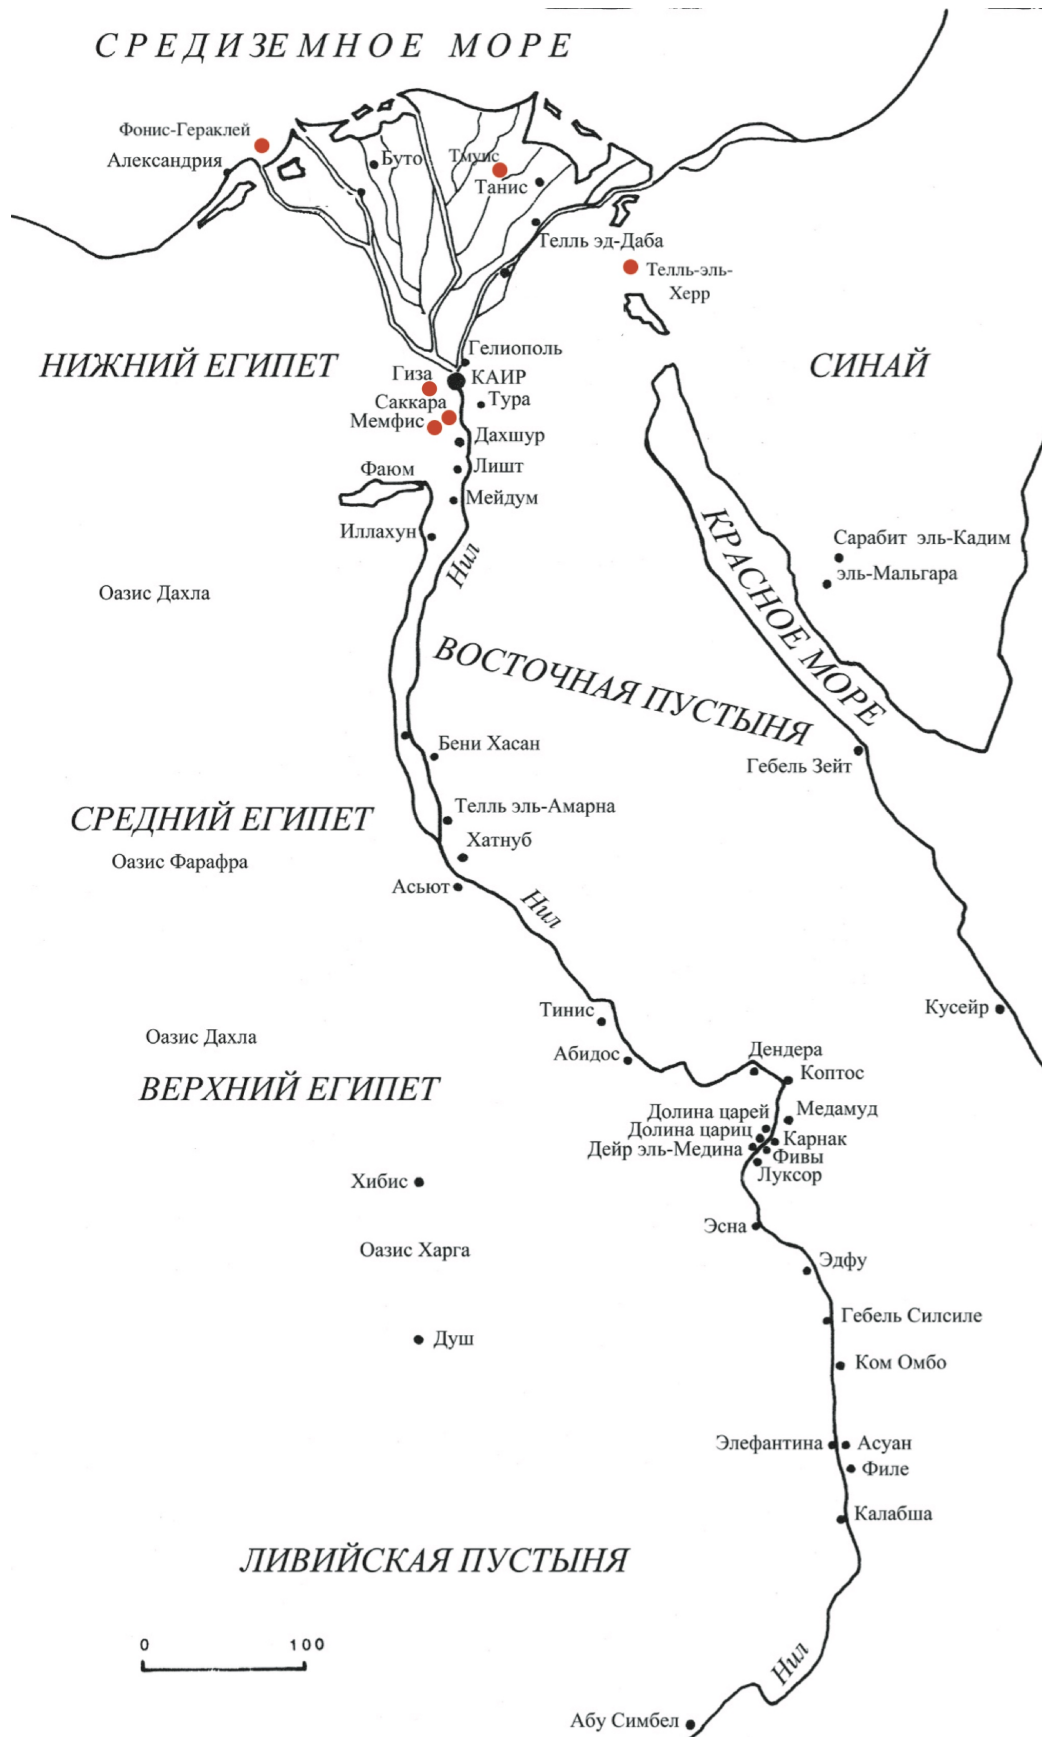 СРЕДИЗЕМНОЕ МОРЕ
Фонис-Гераклей
Александрия
Буто
Тмуис
Танис
Телль эд-Даба
Телль-эль-
Херр
НИЖНИЙ ЕГИПЕТ
СИНАЙ
Гелиополь
Гиза
КАИР
Саккара
Тура
Мемфис
Дахшур
Лишт
Фаюм
Мейдум
Иллахун
Нил
КРАСНОЕ МОРЕ
Сарабит эль-Кадим
эль-Мальгара
Оазис Дахла
ВОСТОЧНАЯ ПУСТЫНЯ
Бени Хасан
Гебель Зейт
СРЕДНИЙ ЕГИПЕТ
Телль эль-Амарна
Хатнуб
Оазис Фарафра
Асьют
Нил
Тинис
Кусейр
Оазис Дахла
Абидос
Дендера
Коптос
ВЕРХНИЙ ЕГИПЕТ
Долина царей
Медамуд
Долина цариц
Карнак
Дейр эль-Медина
Фивы
Луксор
Хибис
Эсна
Оазис Харга
Эдфу
Гебель Силсиле
Душ
Ком Омбо
Элефантина
Асуан
Филе
Калабша
ЛИВИЙСКАЯ ПУСТЫНЯ
0 100
Нил
Абу Симбел